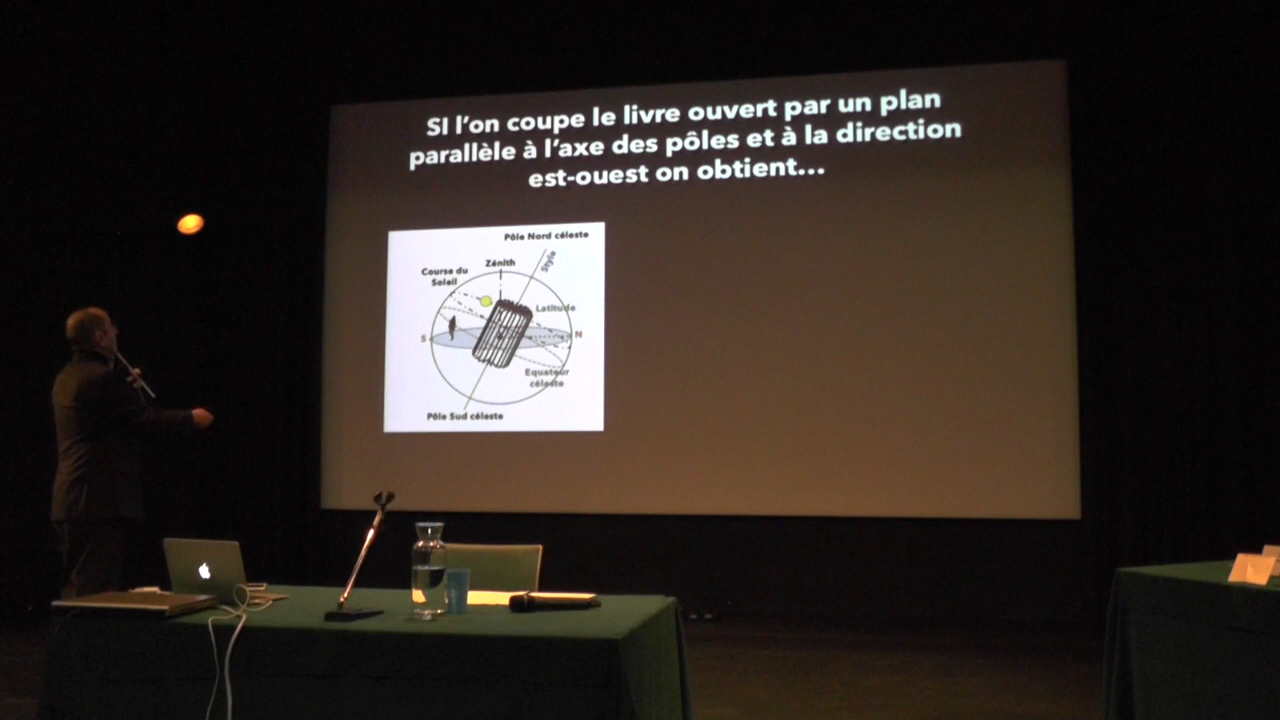 SI l'on coupe le livre ouvert par un plan
parallèle à l'axe des pôles et à la direction
est-ouest on obtient...
Pôle Nord céleste
Style
Zénith
Course du
Soleil
Latitude
S
N
Equateur
céleste
Pôle Sud céleste